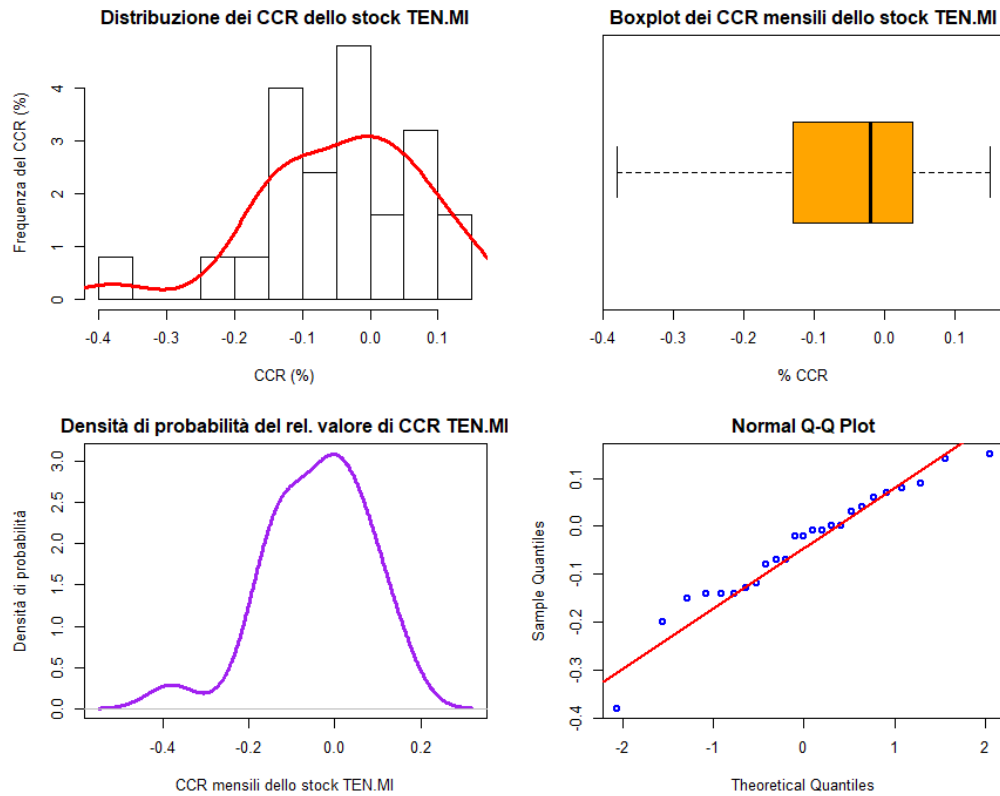 Distribuzione dei CCR dello stock TEN.MI
Frequenza del CCR (%)
4
3
2
1
0
-0.4 -0.3 -0.2 -0.1 0.0 0.1
CCR (%)
Boxplot dei CCR mensili dello stock TEN.MI
-0.4 -0.3 -0.2 -0.1 0.0 0.1
% CCR
Densità di probabilità del rel. valore di CCR TEN.MI
Densità di probabilità
3.0
2.5
2.0
1.5
1.0
0.5
0.0
-0.4 -0.2 0.0 0.2
CCR mensili dello stock TEN.MI
Normal Q-Q Plot
Sample Quantiles
0.1
0.0
-0.1
-0.2
-0.3
-0.4
-2 -1 0 1 2
Theoretical Quantiles